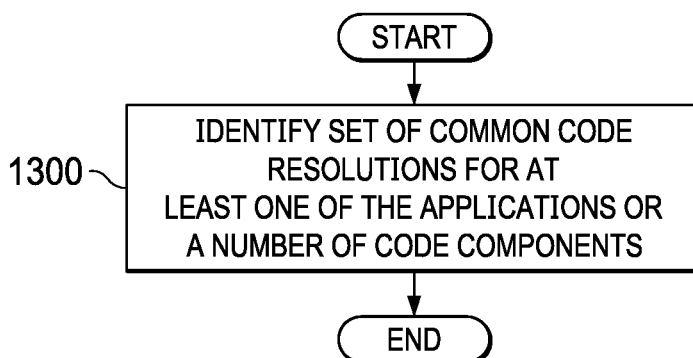 START
IDENTIFY SET OF COMMON CODE
RESOLUTIONS FOR AT
LEAST ONE OF THE APPLICATIONS OR
A NUMBER OF CODE COMPONENTS
1300
END